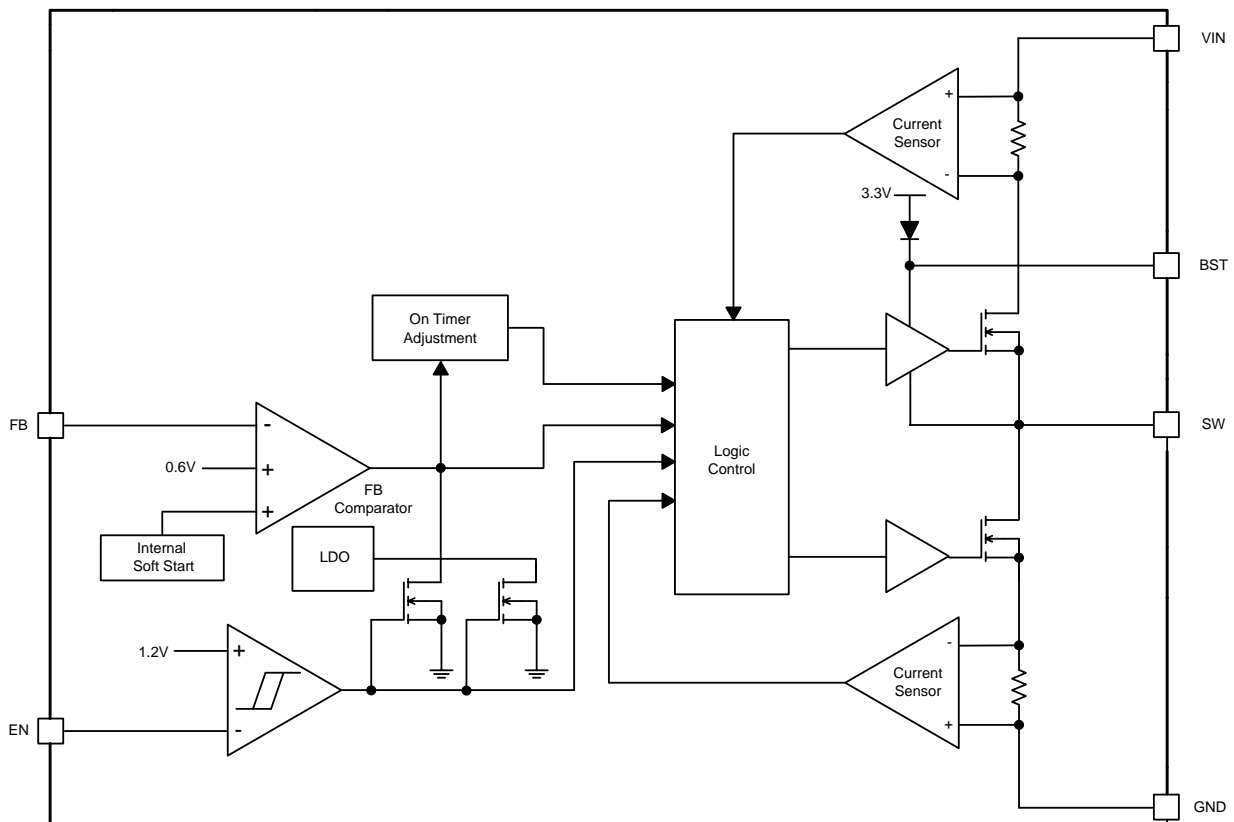 VIN
+
Current
Sensor
-
3.3V
BST
On Timer
Adjustment
FB
-
0.6V
+
+
FB
Comparator
Internal
Soft Start
LDO
Logic
Control
SW
1.2V
+
-
EN
-
Current
Sensor
+
GND